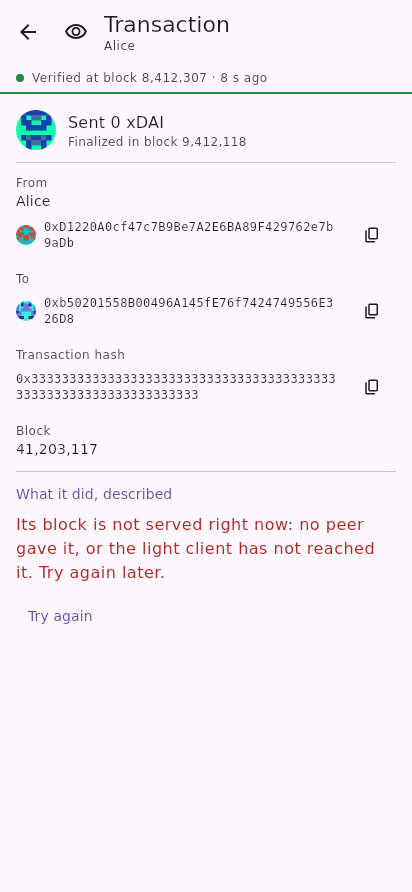 Transaction
Alice
Verified at block 8,412,307 · 8 s ago
Sent 0 xDAI
Finalized in block 9,412,118
From
Alice
0xD1220A0cf47c7B9Be7A2E6BA89F429762e7b
9aDb
To
0xb50201558B00496A145fE76f7424749556E3
26D8
Transaction hash
0x33333333333333333333333333333333333333
333333333333333333333333
Block
41,203,117
What it did, described
Its block is not served right now: no peer
gave it, or the light client has not reached
it. Try again later.
Try again